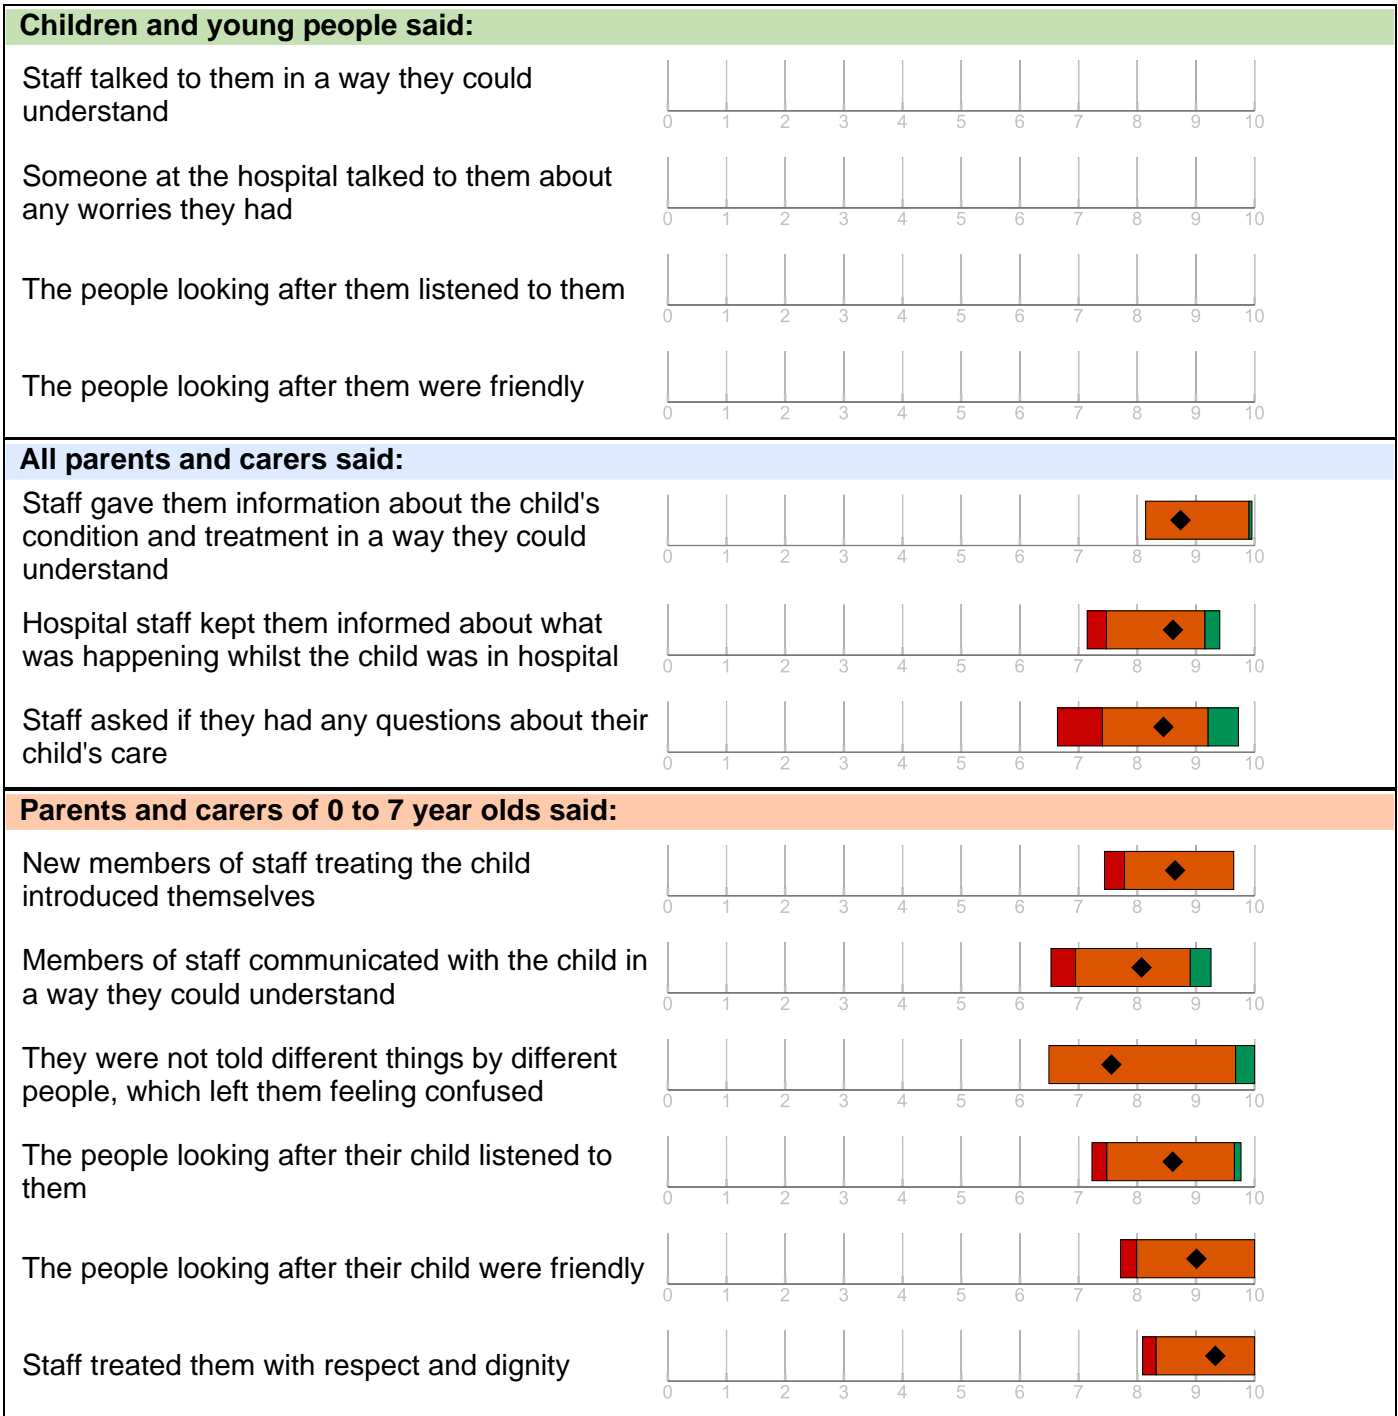 Children and young people said:
Staff talked to them in a way they could
understand
0 1 2 3 4 5 6 7 8 9 10
Someone at the hospital talked to them about
any worries they had
0 1 2 3 4 5 6 7 8 9 10
The people looking after them listened to them
0 1 2 3 4 5 6 7 8 9 10
The people looking after them were friendly
0 1 2 3 4 5 6 7 8 9 10
All parents and carers said:
Staff gave them information about the child's
condition and treatment in a way they could
understand
0 1 2 3 4 5 6 7 8 9 10
Hospital staff kept them informed about what
was happening whilst the child was in hospital
0 1 2 3 4 5 6 7 8 9 10
Staff asked if they had any questions about their
child's care
0 1 2 3 4 5 6 7 8 9 10
Parents and carers of 0 to 7 year olds said:
New members of staff treating the child
introduced themselves
0 1 2 3 4 5 6 7 8 9 10
Members of staff communicated with the child in
a way they could understand
0 1 2 3 4 5 6 7 8 9 10
They were not told different things by different
people, which left them feeling confused
0 1 2 3 4 5 6 7 8 9 10
The people looking after their child listened to
them
0 1 2 3 4 5 6 7 8 9 10
The people looking after their child were friendly
0 1 2 3 4 5 6 7 8 9 10
Staff treated them with respect and dignity
0 1 2 3 4 5 6 7 8 9 10